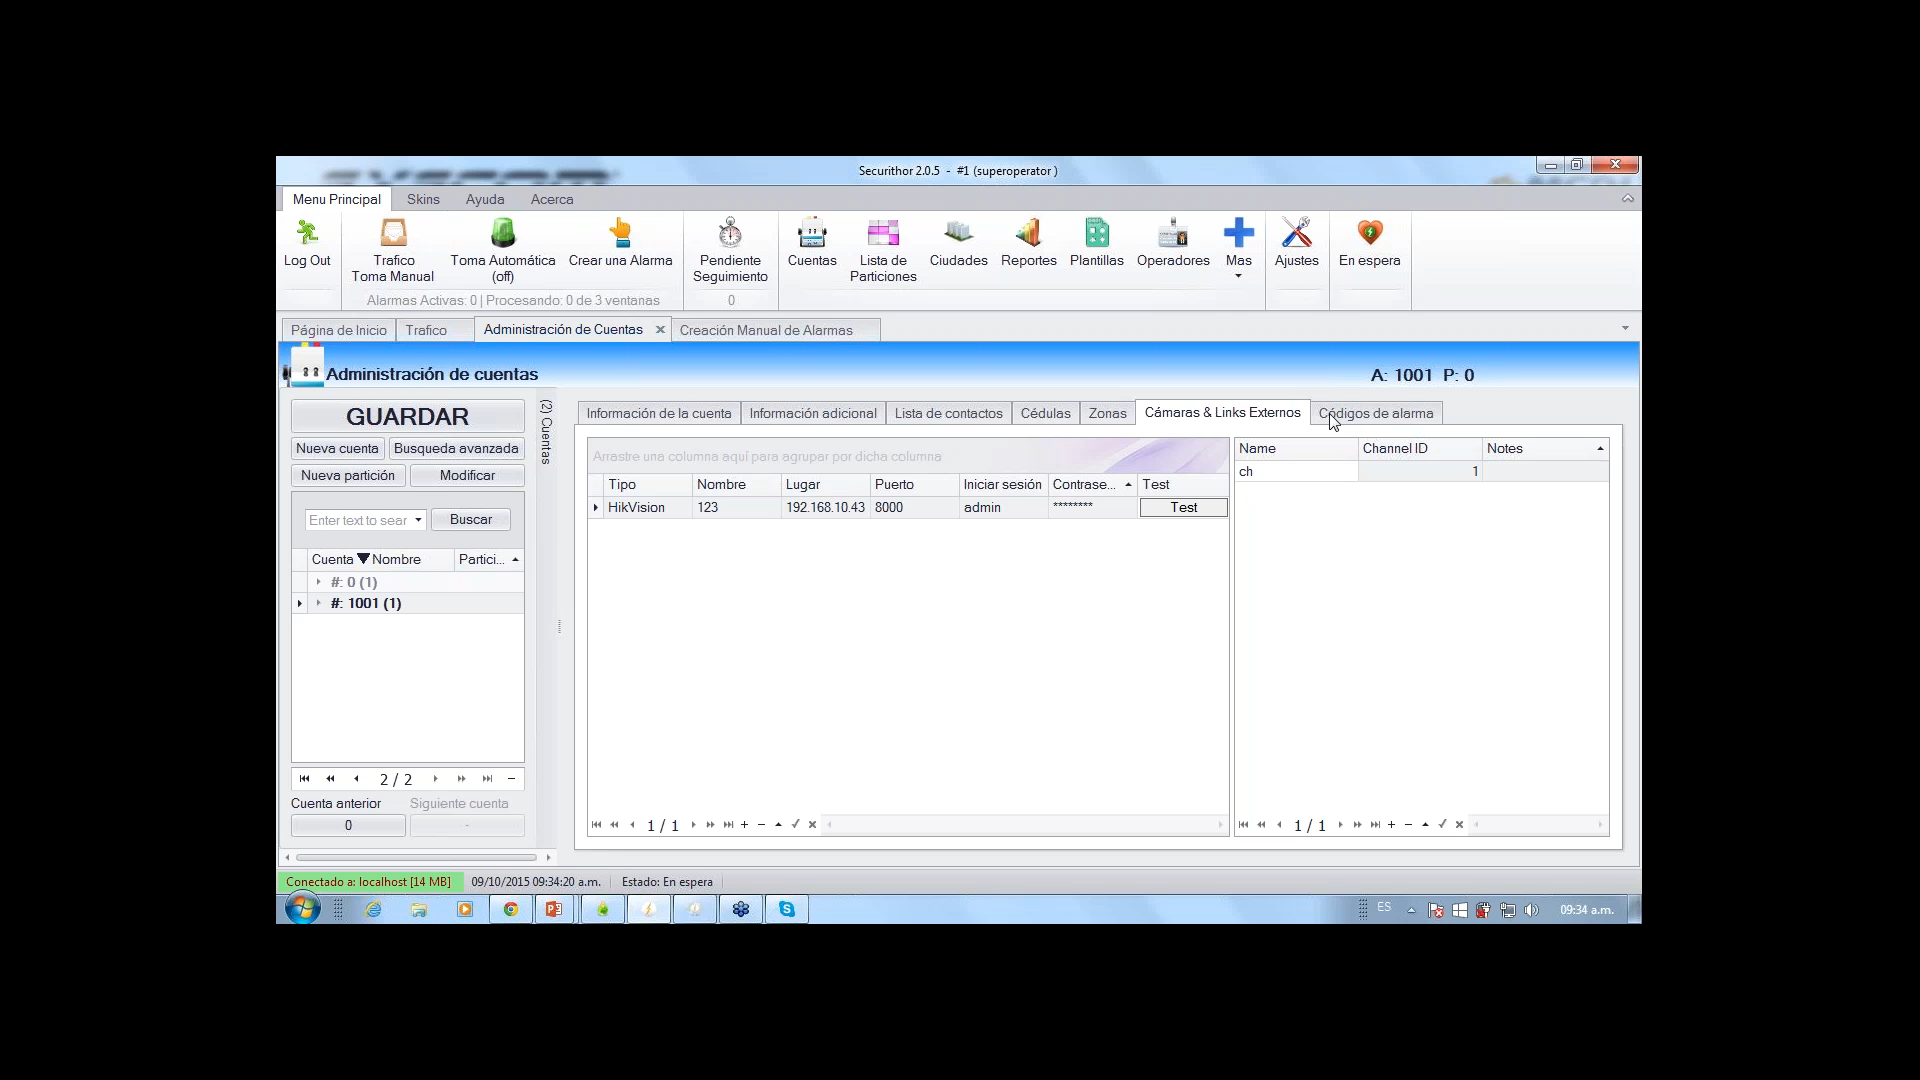 Securithor 2.0.5 - #1 (superoperator )
Menu Principal Skins Ayuda Acerca
Log Out
Trafico
Toma Manual
Toma Automática
(off)
Crear una Alarma
Alarmas Activas: 0 | Procesando: 0 de 3 ventanas
Pendiente
Seguimiento
0
Cuentas
Lista de
Particiones
Ciudades
Reportes
Plantillas
Operadores
Mas
Ajustes
En espera
Página de Inicio Trafico Administración de Cuentas Creación Manual de Alarmas
Administración de cuentas A: 1001 P: 0
GUARDAR
Nueva cuenta Busqueda avanzada
Nueva partición Modificar
Enter text to sear Buscar
Cuenta Nombre Partici...
#: 0 (1)
#: 1001 (1)
2 / 2
Cuenta anterior Siguiente cuenta
0 -
(2) Cuentas
Información de la cuenta Información adicional Lista de contactos Cédulas Zonas Cámaras & Links Externos Códigos de alarma
Arrastre una columna aquí para agrupar por dicha columna
Tipo Nombre Lugar Puerto Iniciar sesión Contrase... Test
HikVision 123 192.168.10.43 8000 admin ******** Test
1 / 1
Name Channel ID Notes
ch 1
1 / 1
Conectado a: localhost [14 MB] 09/10/2015 09:34:20 a.m. Estado: En espera
ES 09:34 a.m.